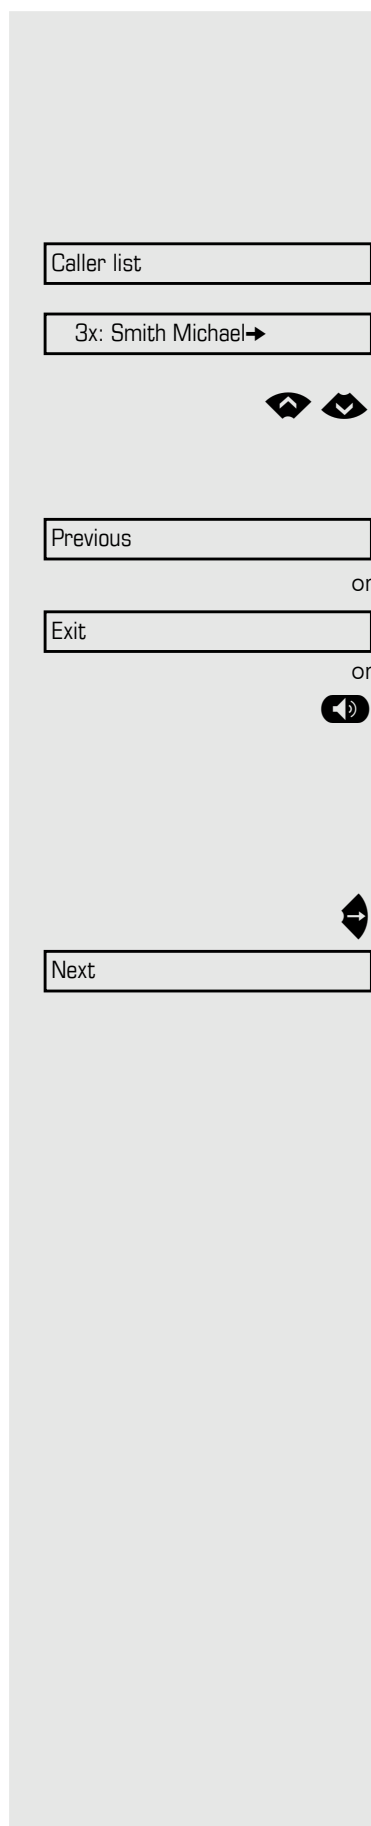 Caller list
3x: Smith Michael→
Previous
or
Exit
or
Next